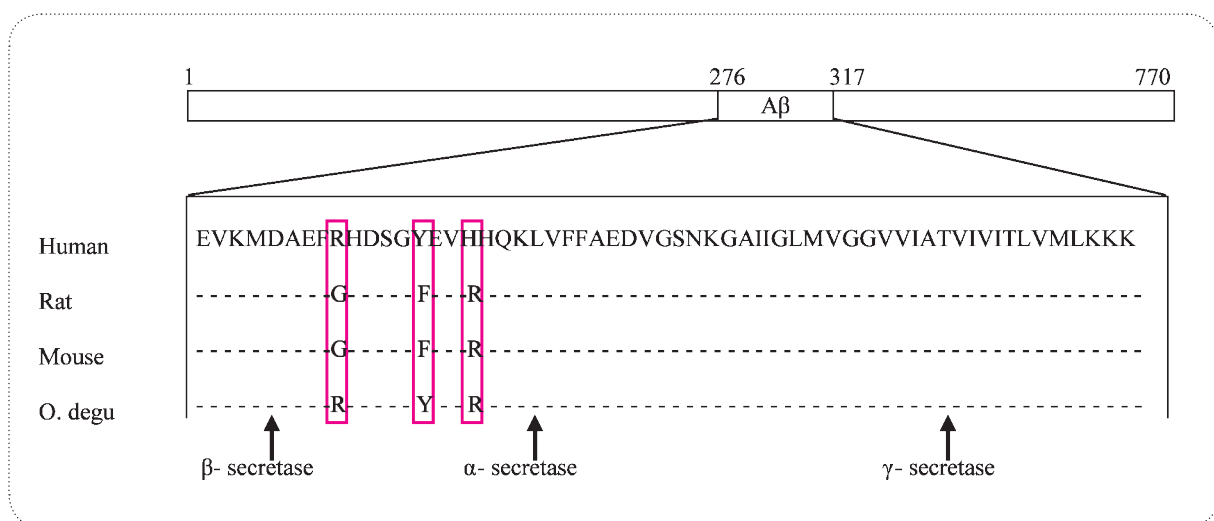 1 276 317 770
Aβ
Human EVKMDAEFRHDSGYEVHHQKLVFFAEDVGSNKGAIIGLMVGGVVIATVIVITLVMLKKK
Rat G F R
Mouse G F R
O. degu R Y R
β- secretase α- secretase γ- secretase